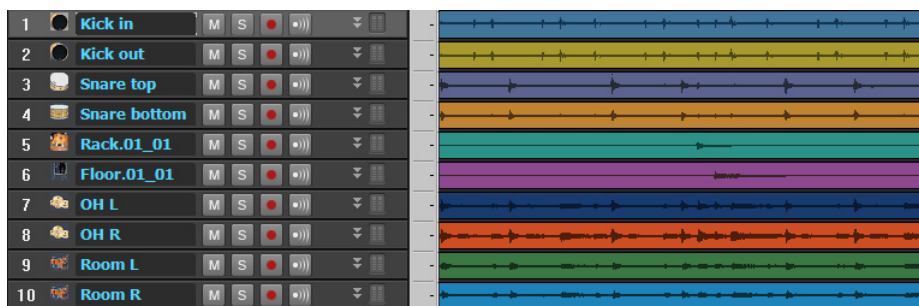 1 Kick in M S
2 Kick out M S
3 Snare top M S
4 Snare bottom M S
5 Rack.01_01 M S
6 Floor.01_01 M S
7 OH L M S
8 OH R M S
9 Room L M S
10 Room R M S